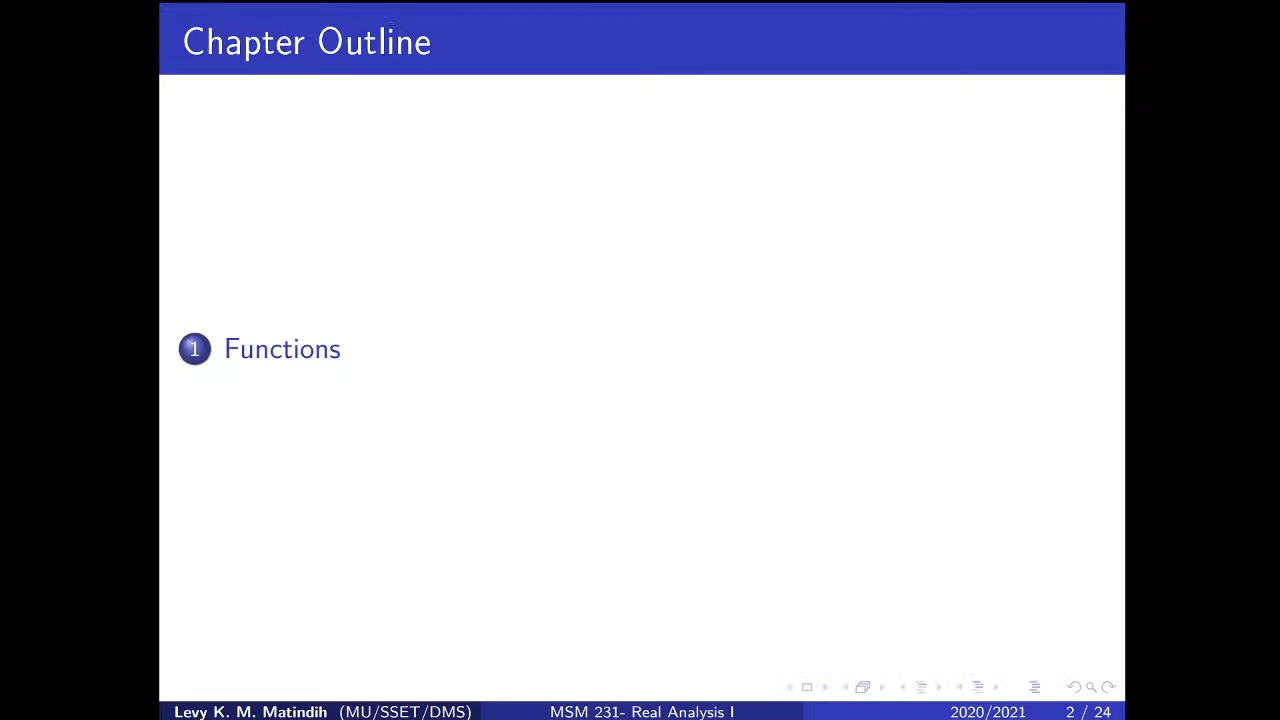 Chapter Outline
1 Functions
Levy K. M. Matindih (MU/SSET/DMS) MSM 231- Real Analysis I 2020/2021 2 / 24